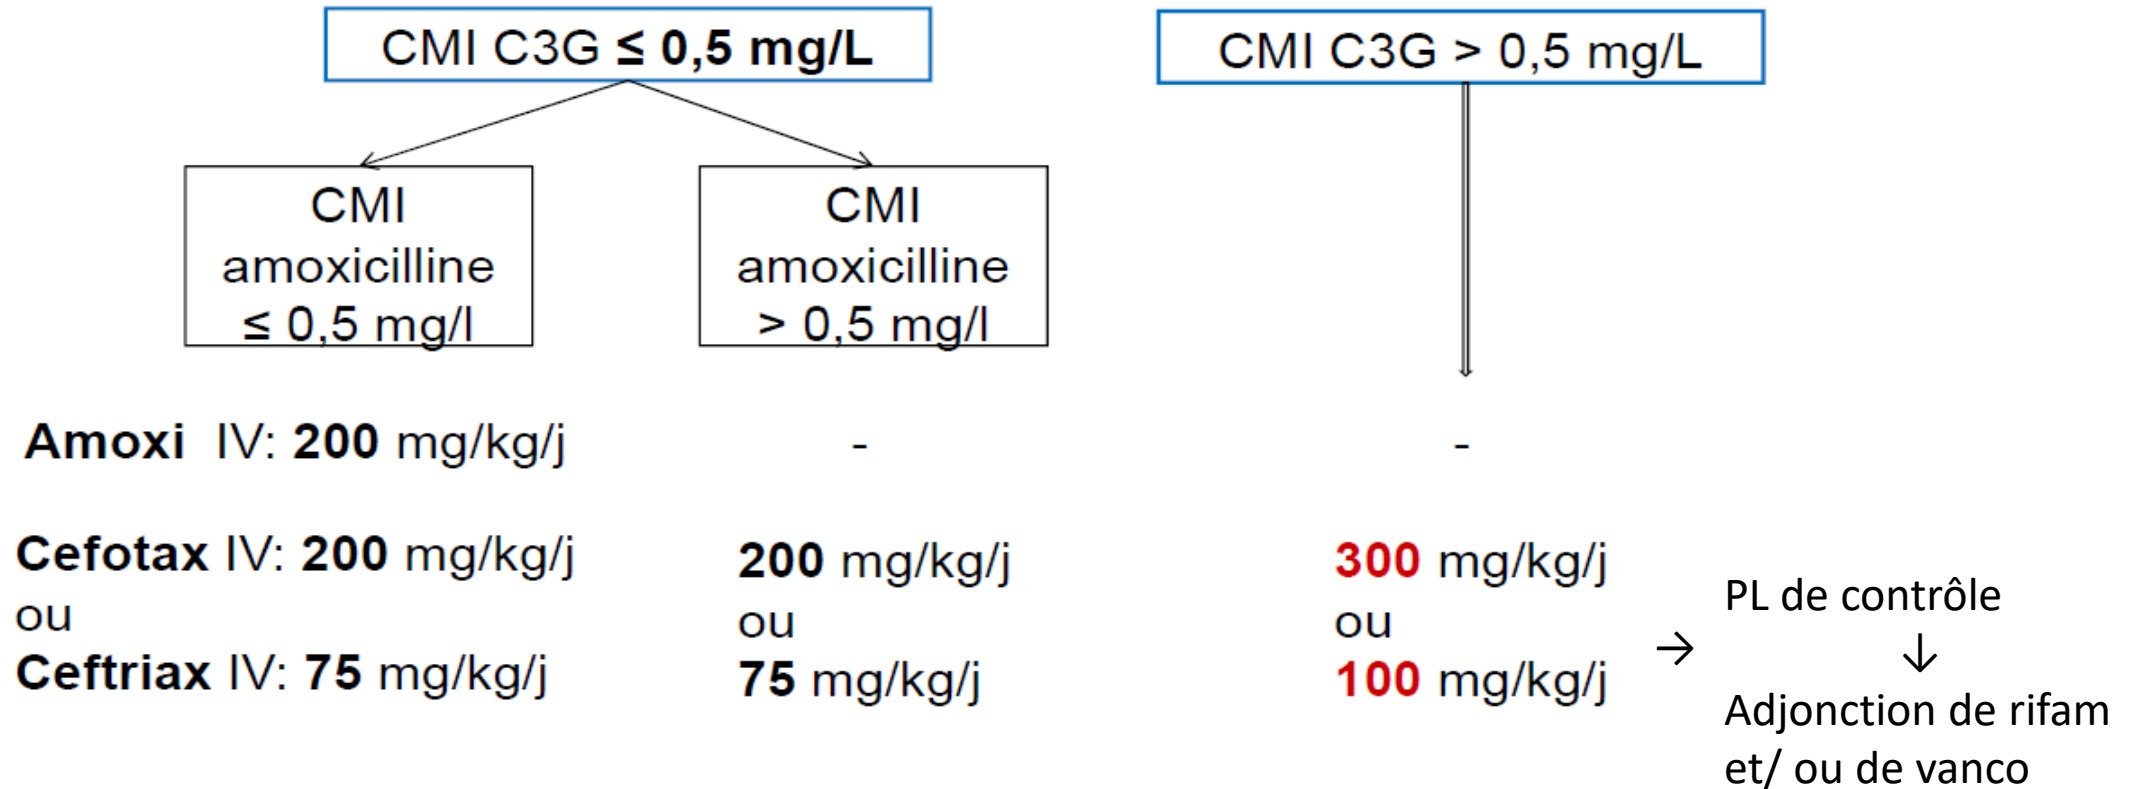 CMI C3G ≤ 0,5 mg/L
CMI C3G > 0,5 mg/L
CMI
amoxicilline
≤ 0,5 mg/l
CMI
amoxicilline
> 0,5 mg/l
Amoxi IV: 200 mg/kg/j
-
-
Cefotax IV: 200 mg/kg/j
ou
Ceftriax IV: 75 mg/kg/j
200 mg/kg/j
ou
75 mg/kg/j
300 mg/kg/j
ou
100 mg/kg/j
→
PL de contrôle
↓
Adjonction de rifam
et/ ou de vanco